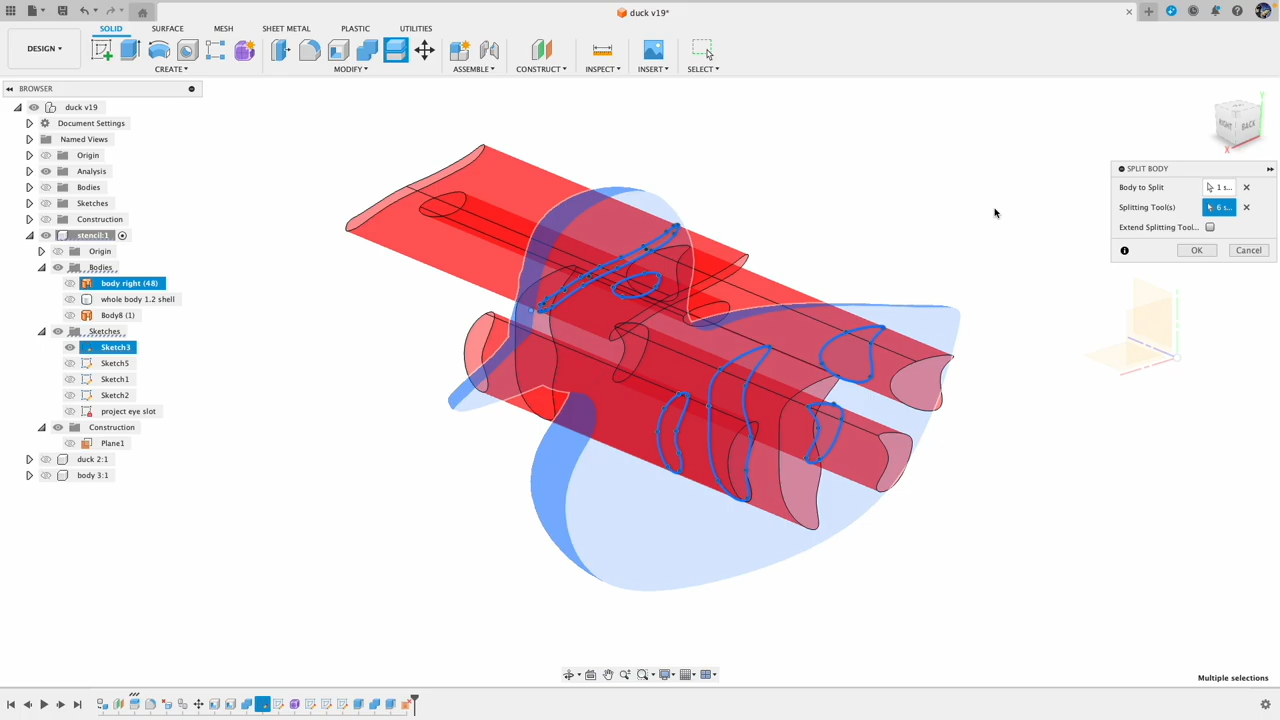 duck v19*
DESIGN
SOLID SURFACE MESH SHEET METAL PLASTIC UTILITIES
CREATE MODIFY ASSEMBLE CONSTRUCT INSPECT INSERT SELECT
BROWSER
duck v19
Document Settings
Named Views
Origin
Analysis
Bodies
Sketches
Construction
stencil:1
Origin
Bodies
body right (48)
whole body 1.2 shell
Body8 (1)
Sketches
Sketch3
Sketch5
Sketch1
Sketch2
project eye slot
Construction
Plane1
duck 2:1
body 3:1
RIGHT BACK
X
Y
SPLIT BODY
Body to Split 1 s...
Splitting Tool(s) 6 s...
Extend Splitting Tool...
OK Cancel
Multiple selections